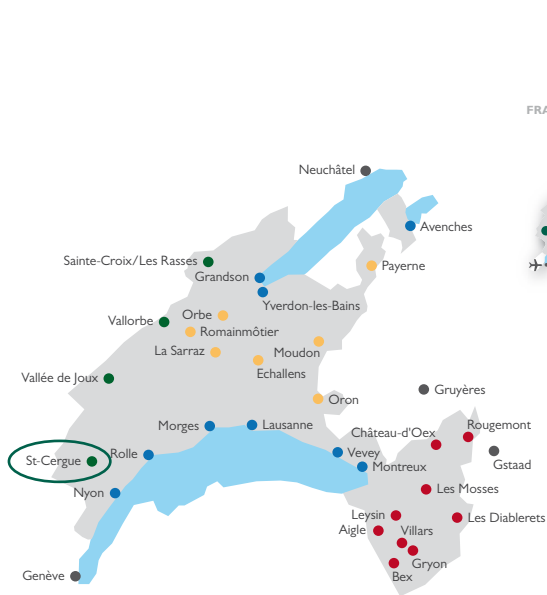 FRA
Neuchâtel
Avenches
Sainte-Croix/Les Rasses
Payerne
Grandson
Yverdon-les-Bains
Orbe
Vallorbe
Romainmôtier
La Sarraz
Moudon
Echallens
Vallée de Joux
Gruyères
Oron
Morges
Lausanne
Rougemont
Château-d'Oex
Rolle
Vevey
St-Cergue
Gstaad
Montreux
Nyon
Les Mosses
Leysin
Les Diablerets
Aigle
Villars
Gryon
Genève
Bex